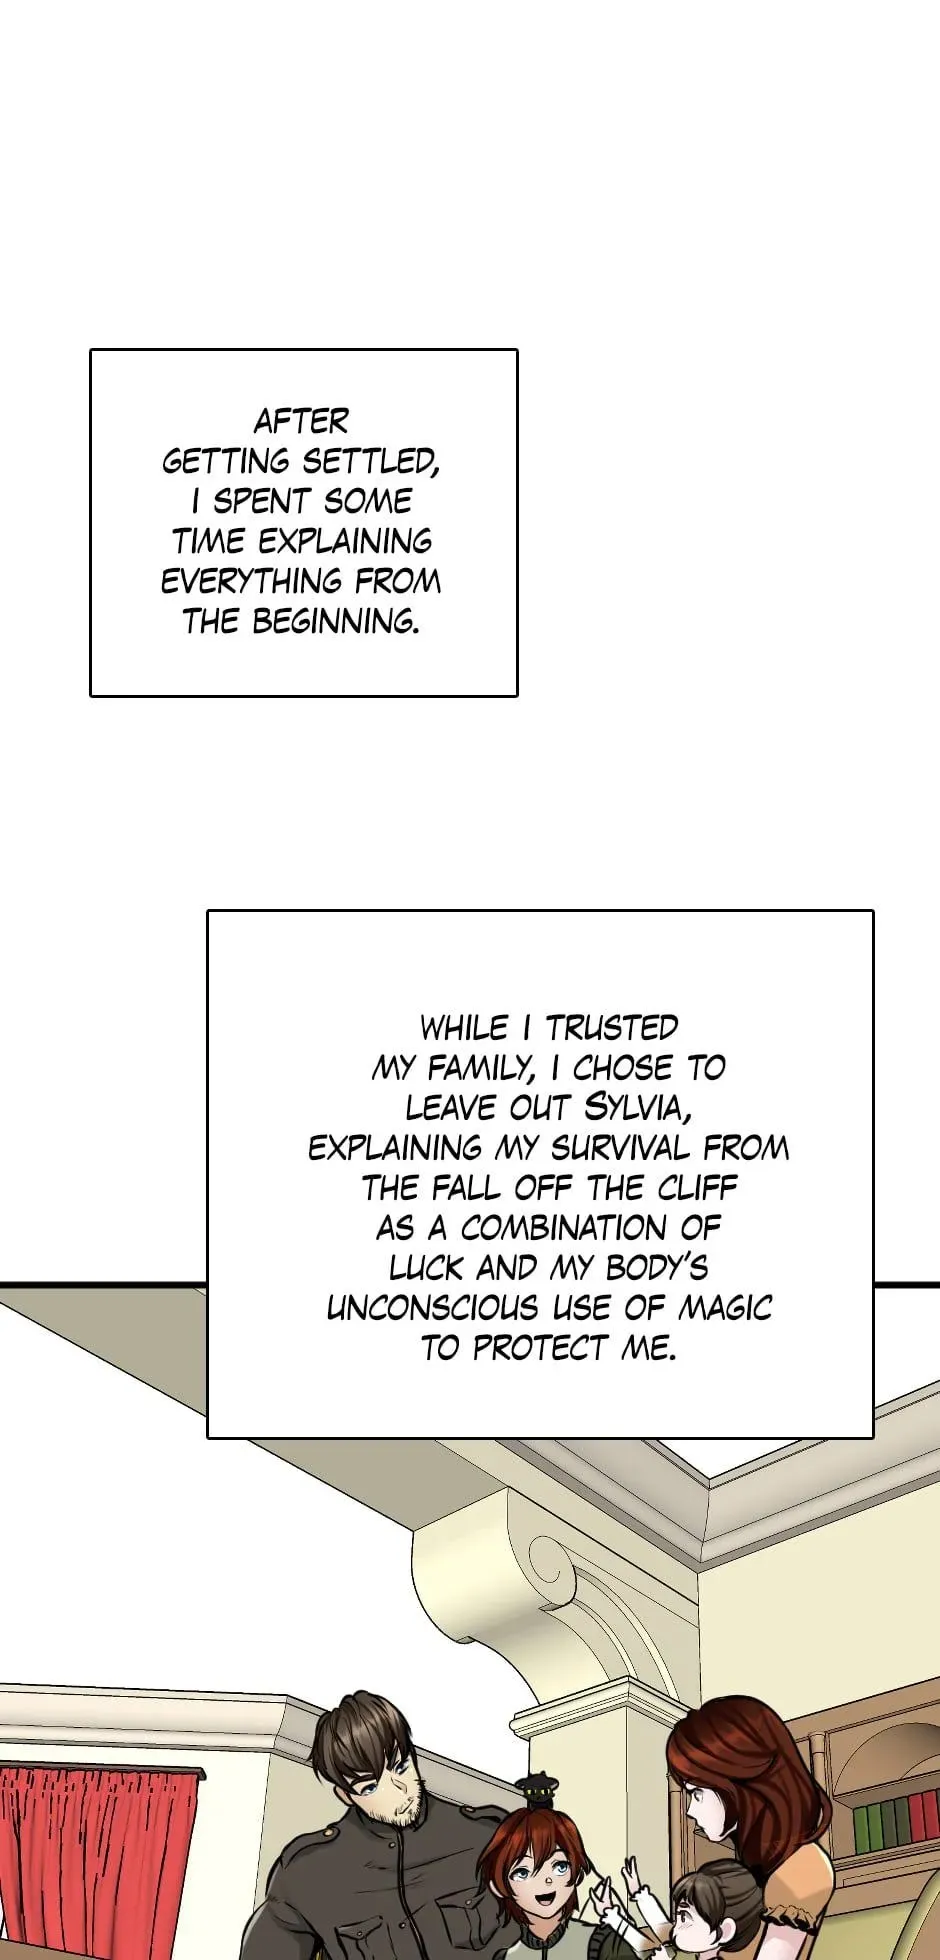 AFTER
GETTING SETTLED,
I SPENT SOME
TIME EXPLAINING
EVERYTHING FROM
THE BEGINNING.
WHILE I TRUSTED
MY FAMILY, I CHOSE TO
LEAVE OUT SYLVIA,
EXPLAINING MY SURVIVAL FROM
THE FALL OFF THE CLIFF
AS A COMBINATION OF
LUCK AND MY BODY'S
UNCONSCIOUS USE OF MAGIC
TO PROTECT ME.